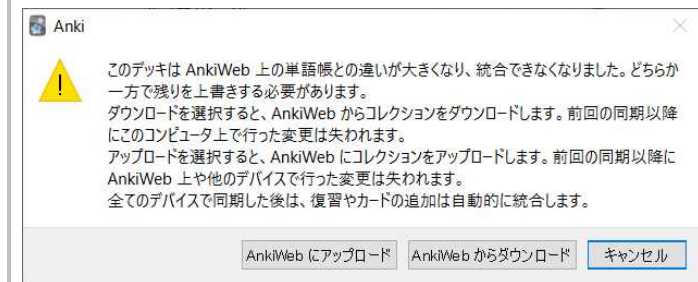 Anki
このデッキは AnkiWeb 上の単語帳との違いが大きくなり、統合できなくなりました。どちらか
一方で残りを上書きする必要があります。
ダウンロードを選択すると、AnkiWeb からコレクションをダウンロードします。前回の同期以降
にこのコンピュータ上で行った変更は失われます。
アップロードを選択すると、AnkiWeb にコレクションをアップロードします。前回の同期以降に
AnkiWeb 上や他のデバイスで行った変更は失われます。
全てのデバイスで同期した後は、復習やカードの追加は自動的に統合します。
AnkiWeb にアップロード AnkiWeb からダウンロード キャンセル